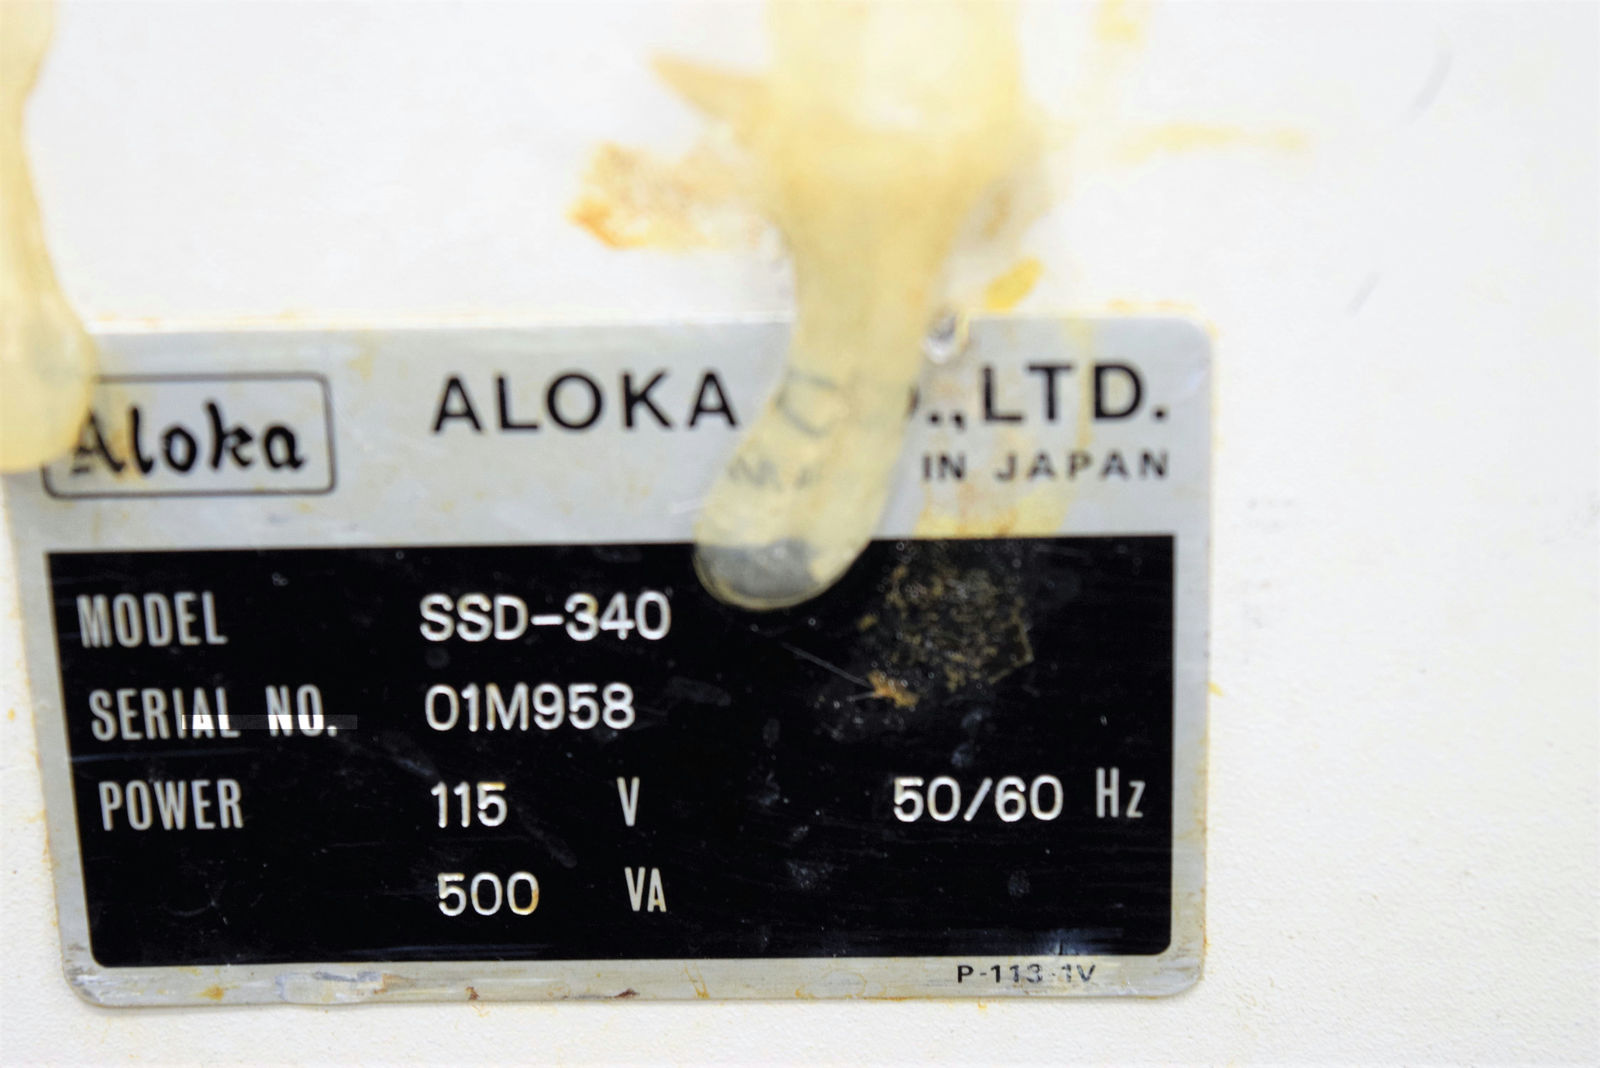 Aloka
ALOKA CO.,LTD.
IN JAPAN
MODEL SSD-340
SERIAL NO. 01M958
POWER 115 V 50/60 Hz
500 VA
P-113-1V